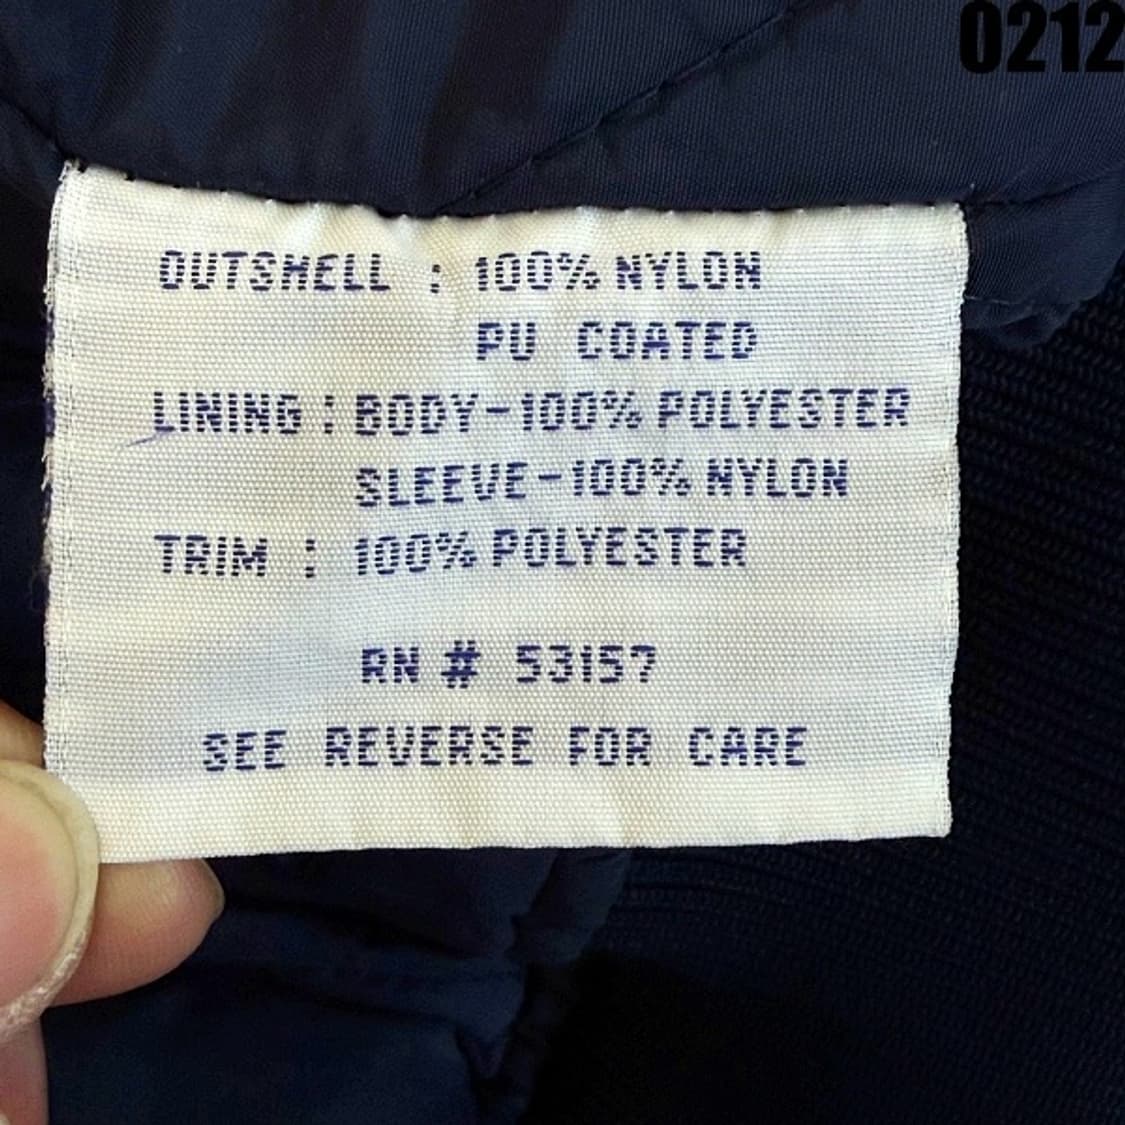 0212
OUTSHELL : 100% NYLON
PU COATED
LINING : BODY-100% POLYESTER
SLEEVE-100% NYLON
TRIM : 100% POLYESTER
RN # 53157
SEE REVERSE FOR CARE